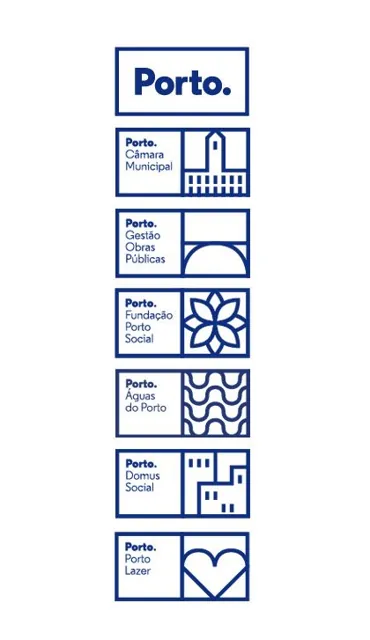 Porto.
Porto.
Câmara
Municipal
Porto.
Gestão
Obras
Públicas
Porto.
Fundação
Porto
Social
Porto.
Águas
do Porto
Porto.
Domus
Social
Porto.
Porto
Lazer